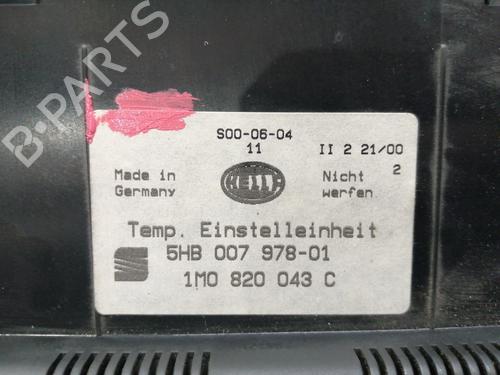 B-PARTS
S00-06-04
11
II 2 21/00
2
Made in
Germany
HELLA
Nicht
werfen
Temp. Einstelleinheit
5HB 007 978-01
1M0 820 043 C